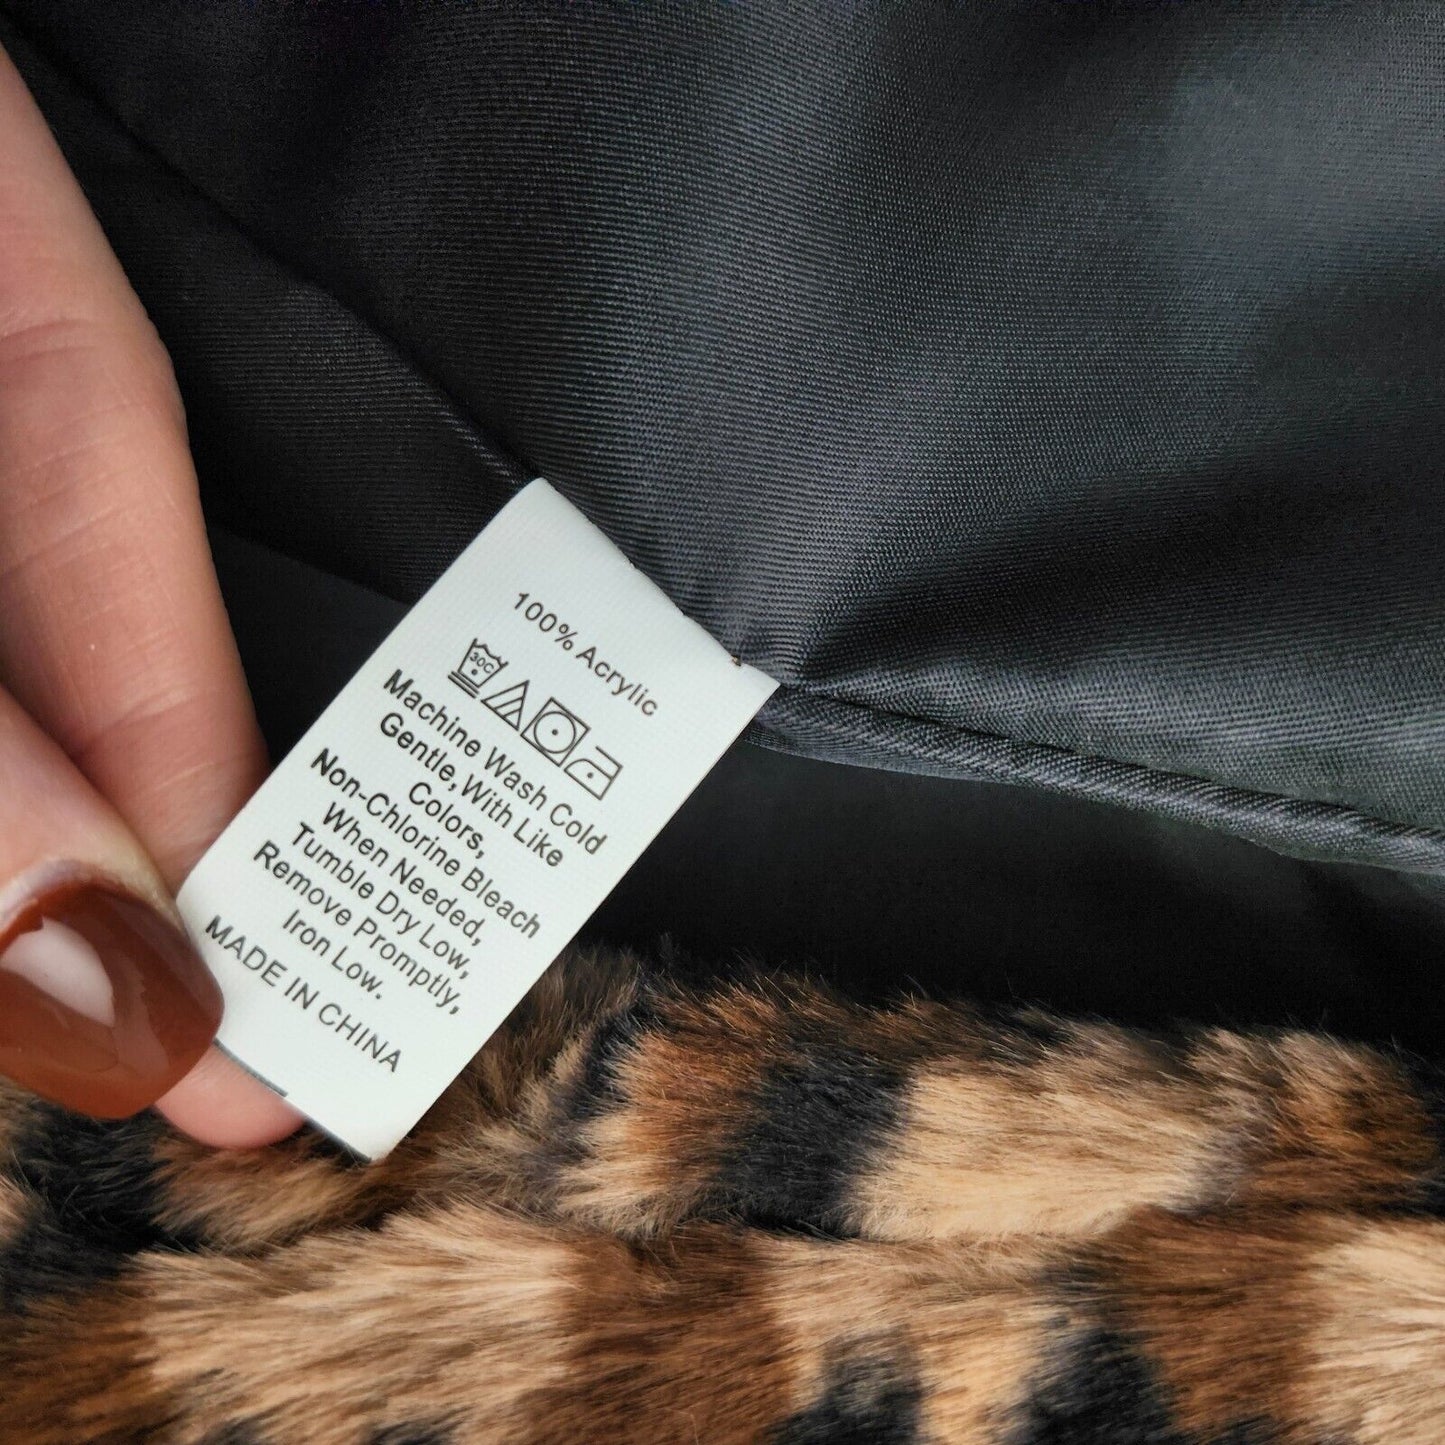 100% Acrylic
30C
Machine Wash Cold
Gentle, With Like
Colors,
Non-Chlorine Bleach
When Needed,
Tumble Dry Low,
Remove Promptly,
Iron Low.
MADE IN CHINA